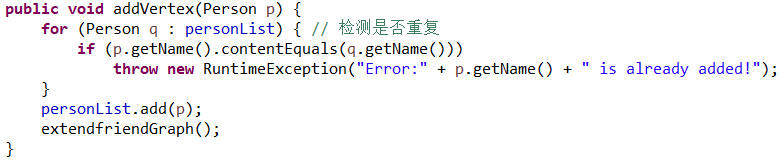 public void addVertex(Person p) {
    for (Person q : personList) { // 检测是否重复
        if (p.getName().contentEquals(q.getName()))
            throw new RuntimeException("Error:" + p.getName() + " is already added!");
    }
    personList.add(p);
    extendfriendGraph();
}